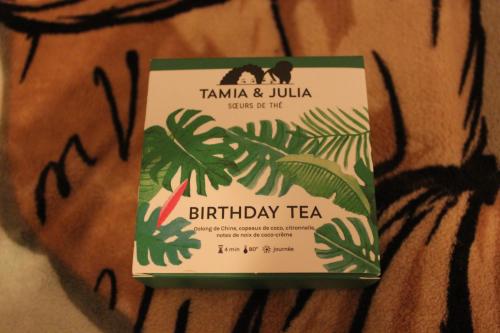 TAMIA & JULIA
SŒURS DE THÉ
BIRTHDAY TEA
Oolong de Chine, copeaux de coco, citronnelle,
notes de noix de coco-crème
4 min 80° journée